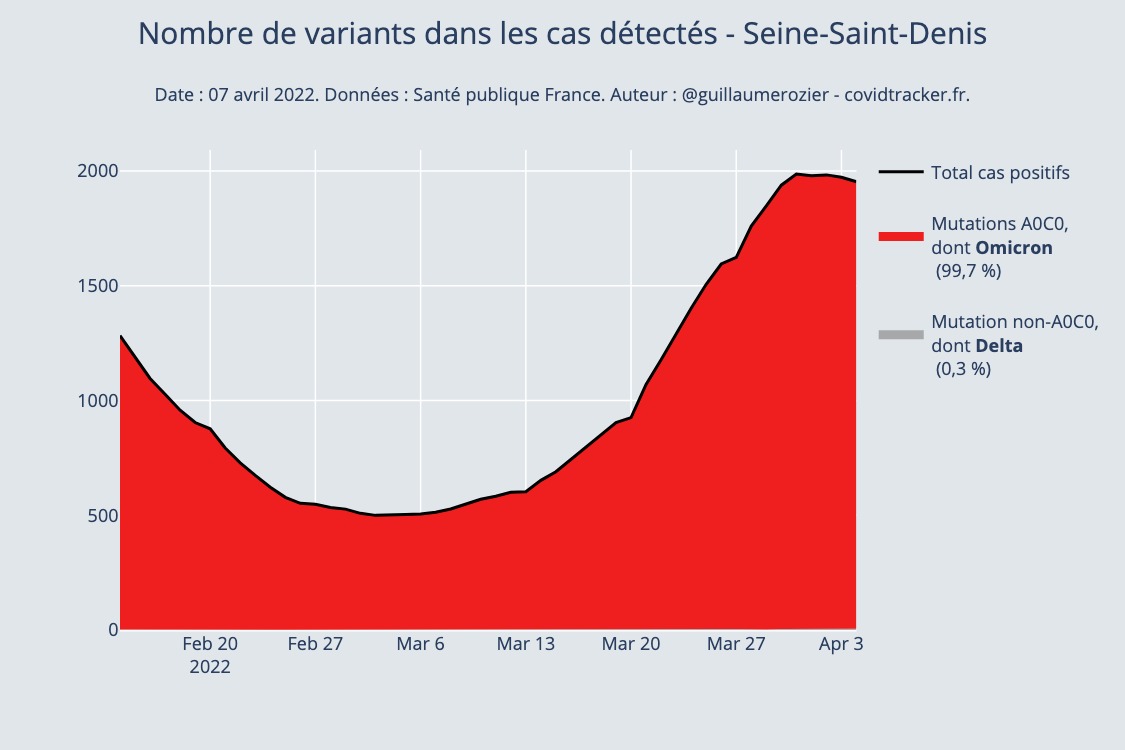 Nombre de variants dans les cas détectés - Seine-Saint-Denis
Date : 07 avril 2022. Données : Santé publique France. Auteur : @guillaumerozier - covidtracker.fr.
2000
1500
1000
500
0
Feb 20
2022
Feb 27
Mar 6
Mar 13
Mar 20
Mar 27
Apr 3
Total cas positifs
Mutations A0C0,
dont Omicron
(99,7 %)
Mutation non-A0C0,
dont Delta
(0,3 %)